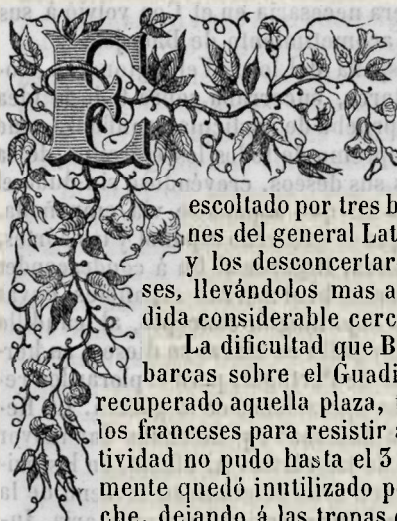 E
escoltado por tres b
nes del general Lat
y los desconcertar
ses, llevándolos mas a
dida considerable cerc
La dificultad que B
barcas sobre el Guadi
recuperado aquella plaza,
los franceses para resistir a
tividad no pudo hasta el 3
mente quedó inutilizado p
che, dejando á las tropas